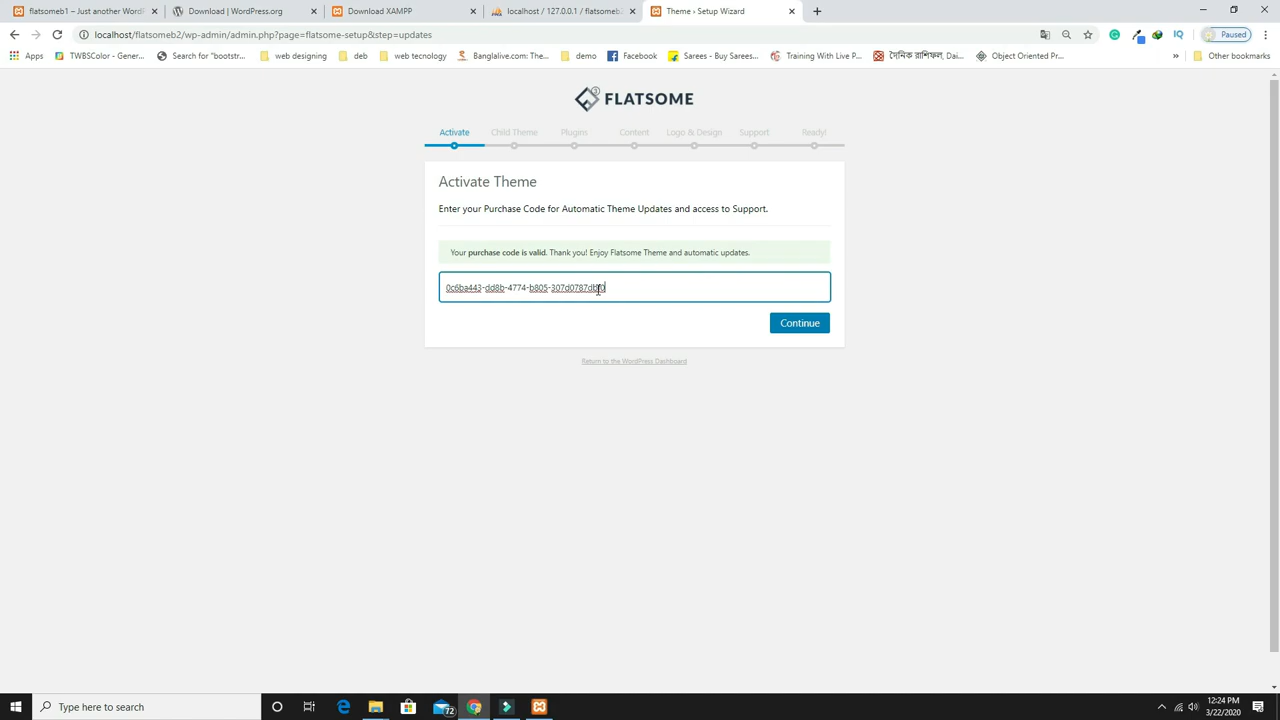 flatsomeb1 – Just another WordPr
Download | WordPress.org
Download XAMPP
localhost / 127.0.0.1 / flatsomeb
Theme › Setup Wizard
localhost/flatsomeb2/wp-admin/admin.php?page=flatsome-setup&step=updates
Paused
Apps
TWBSColor - Gener...
Search for "bootstr...
web designing
deb
web tecnology
Banglalive.com: The...
demo
Facebook
Sarees – Buy Sarees...
Training With Live P...
দৈনিক রাশিফল, Dai...
Object Oriented Pr...
»
Other bookmarks
FLATSOME
3
Activate
Child Theme
Plugins
Content
Logo & Design
Support
Ready!
Activate Theme
Enter your Purchase Code for Automatic Theme Updates and access to Support.
Your purchase code is valid. Thank you! Enjoy Flatsome Theme and automatic updates.
Continue
Return to the WordPress Dashboard
Type here to search
72
12:24 PM
3/22/2020